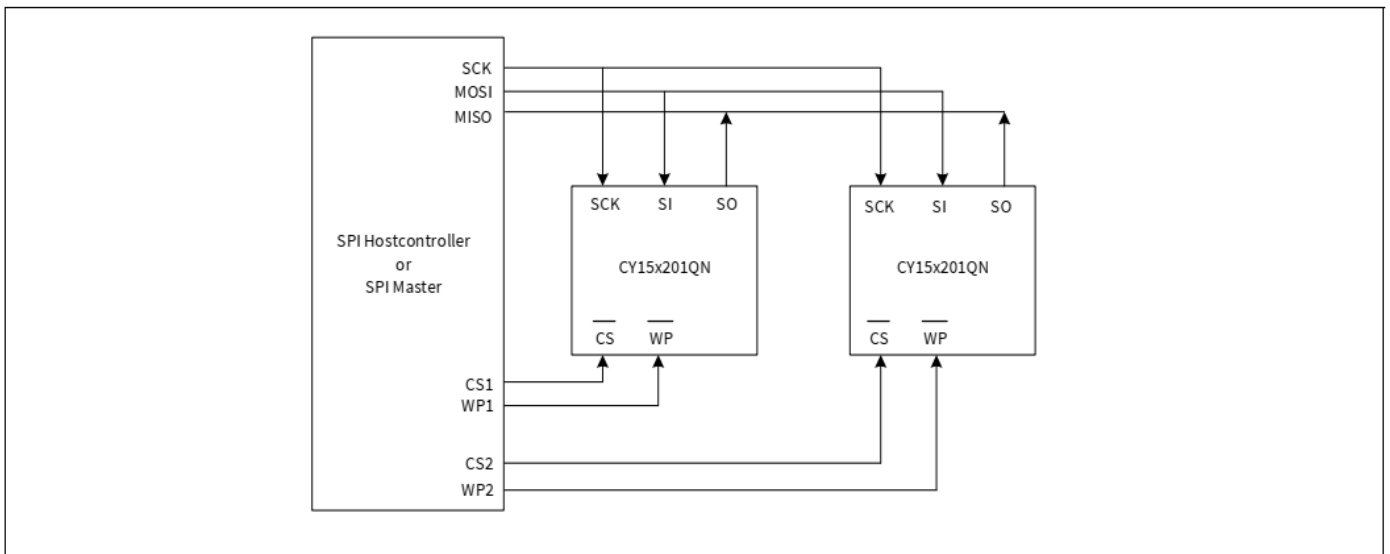 SCK
MOSI
MISO
SPI Hostcontroller
or
SPI Master
CS1
WP1
CS2
WP2
SCK SI SO
CY15x201QN
CS WP
SCK SI SO
CY15x201QN
CS WP